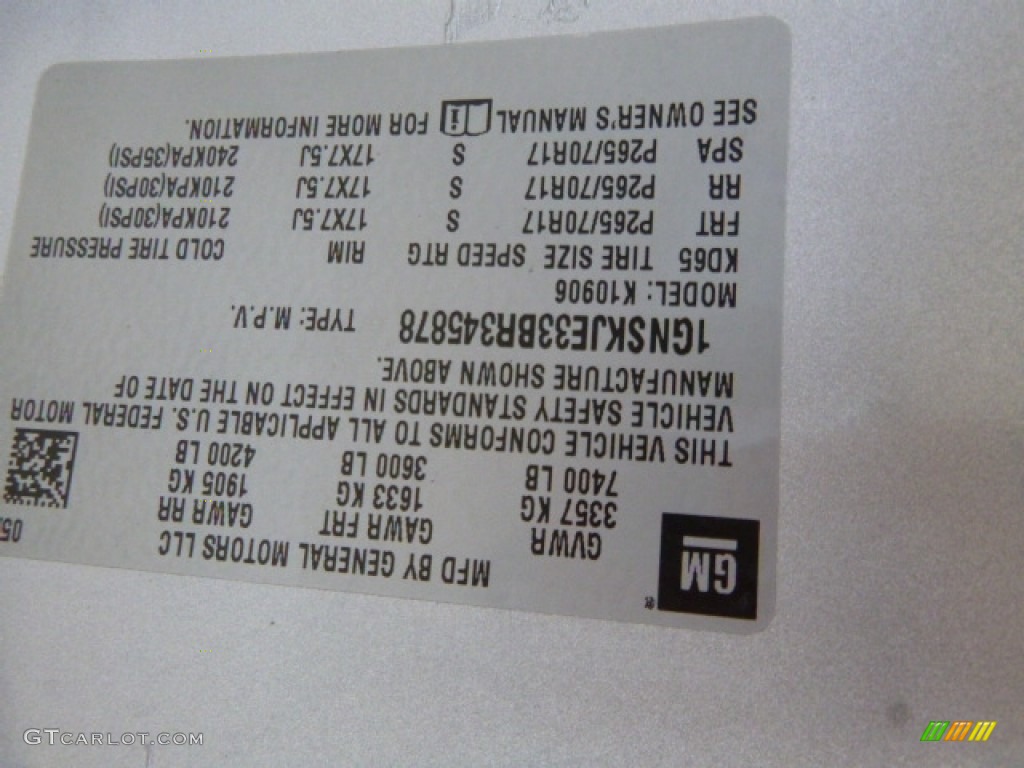 MFD BY GENERAL MOTORS LLC 05
GM ®
GVWR GAWR FRT GAWR RR
3357 KG 1633 KG 1905 KG
7400 LB 3600 LB 4200 LB
THIS VEHICLE CONFORMS TO ALL APPLICABLE U.S. FEDERAL MOTOR
VEHICLE SAFETY STANDARDS IN EFFECT ON THE DATE OF
MANUFACTURE SHOWN ABOVE.
1GNSKJE33BR345878 TYPE: M.P.V.
MODEL: K10906
KD65 TIRE SIZE SPEED RTG RIM COLD TIRE PRESSURE
FRT P265/70R17 S 17X7.5J 210KPA(30PSI)
RR P265/70R17 S 17X7.5J 210KPA(30PSI)
SPA P265/70R17 S 17X7.5J 240KPA(35PSI)
SEE OWNER'S MANUAL i FOR MORE INFORMATION.
GTCARLOT.COM